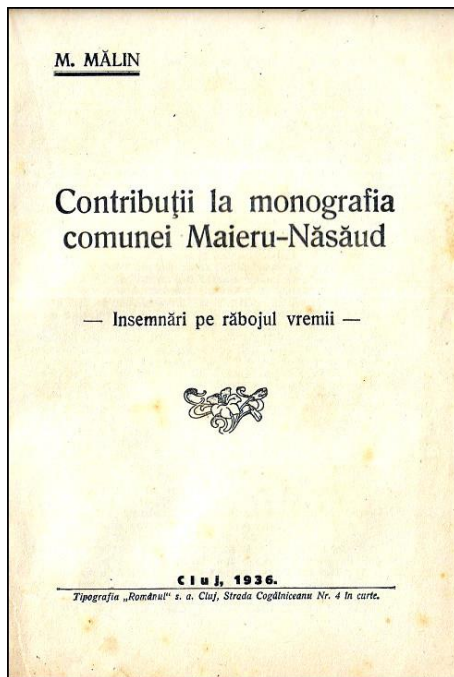 M. MĂLIN
Contribuţii la monografia
comunei Maieru-Năsăud
— Insemnări pe răbojul vremii —
Cluj, 1936.
Tipografia „Românul“ s. a. Cluj, Strada Cogălniceanu Nr. 4 în curte.